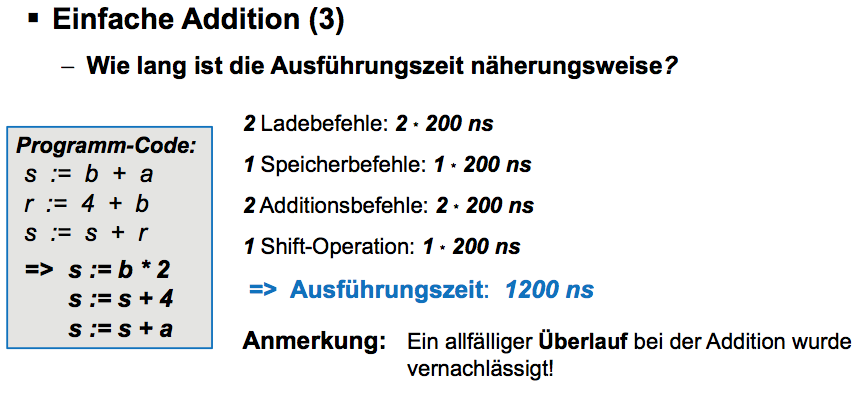 ▪ Einfache Addition (3)
– Wie lang ist die Ausführungszeit näherungsweise?
Programm-Code:
s := b + a
r := 4 + b
s := s + r
=> s := b * 2
s := s + 4
s := s + a
2 Ladebefehle: 2 * 200 ns
1 Speicherbefehle: 1 * 200 ns
2 Additionsbefehle: 2 * 200 ns
1 Shift-Operation: 1 * 200 ns
=> Ausführungszeit: 1200 ns
Anmerkung: Ein allfälliger Überlauf bei der Addition wurde
vernachlässigt!